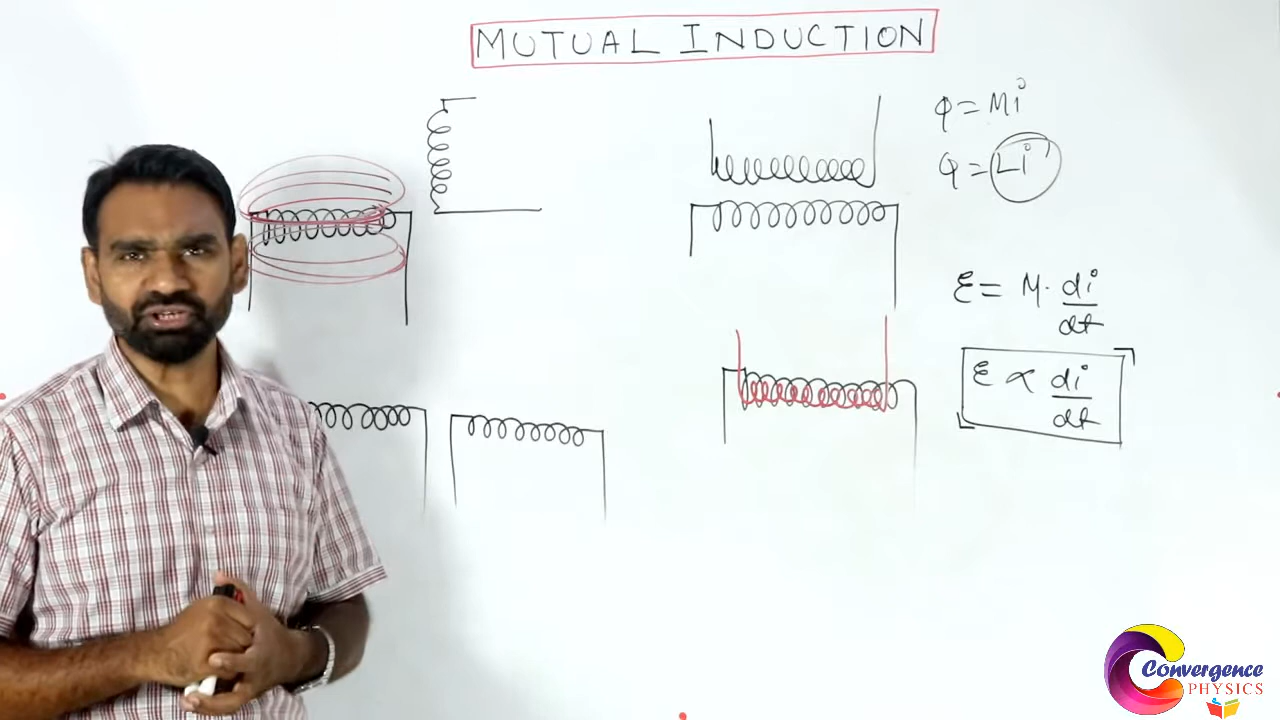 MUTUAL INDUCTION
φ = Mi
φ = Li
ε = M · di/dt
ε ∝ di/dt
Convergence
PHYSICS